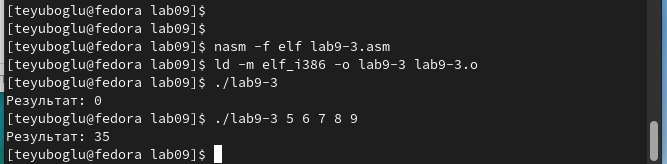 [teyuboglu@fedora lab09]$
[teyuboglu@fedora lab09]$
[teyuboglu@fedora lab09]$ nasm -f elf lab9-3.asm
[teyuboglu@fedora lab09]$ ld -m elf_i386 -o lab9-3 lab9-3.o
[teyuboglu@fedora lab09]$ ./lab9-3
Результат: 0
[teyuboglu@fedora lab09]$ ./lab9-3 5 6 7 8 9
Результат: 35
[teyuboglu@fedora lab09]$